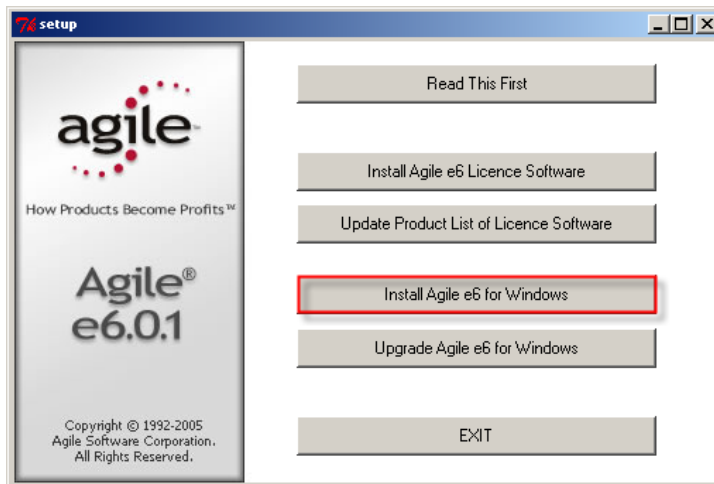 setup
agile™
How Products Become Profits™
Agile®
e6.0.1
Copyright © 1992-2005
Agile Software Corporation.
All Rights Reserved.
Read This First
Install Agile e6 Licence Software
Update Product List of Licence Software
Install Agile e6 for Windows
Upgrade Agile e6 for Windows
EXIT